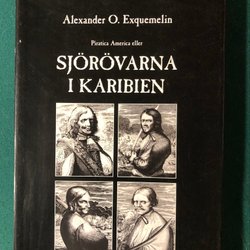 Alexander O. Exquemelin
Piratica America eller
SJÖRÖVARNA
I KARIBIEN